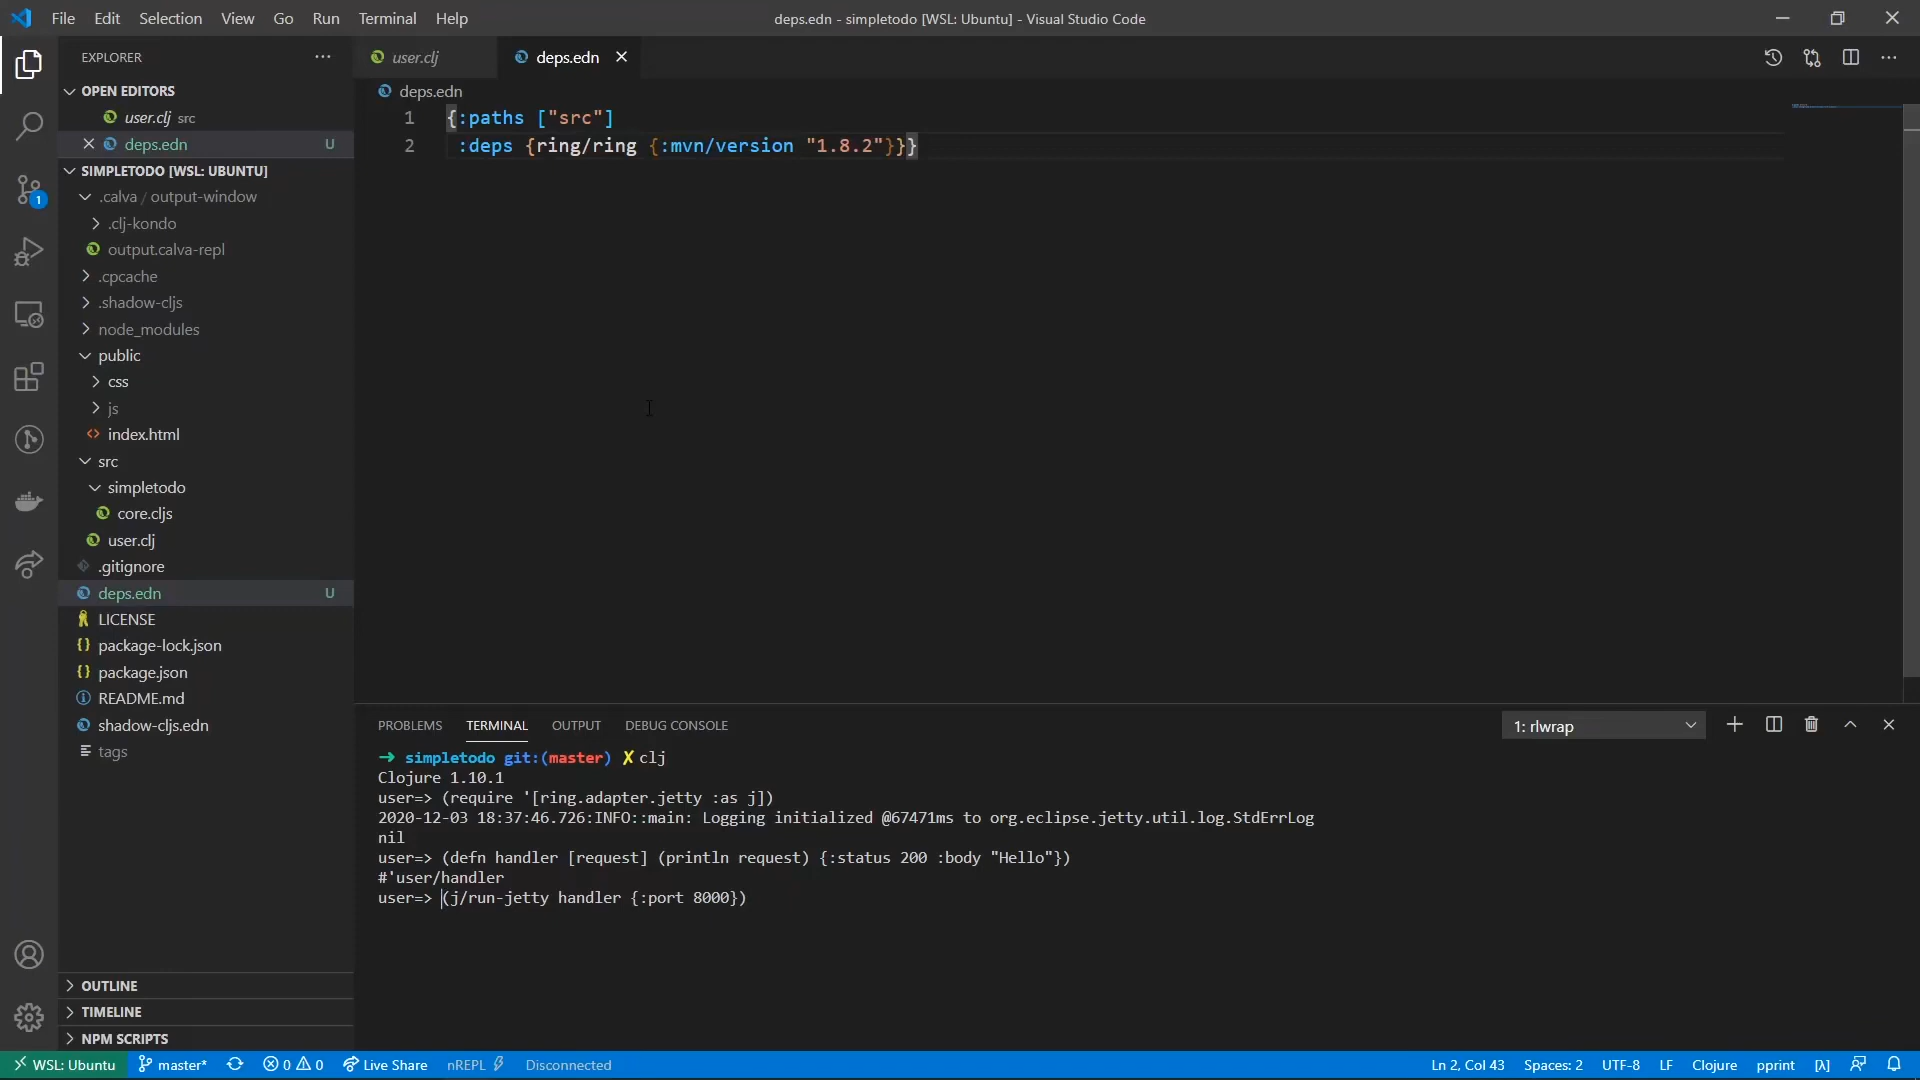 File Edit Selection View Go Run Terminal Help
deps.edn - simpletodo [WSL: Ubuntu] - Visual Studio Code
EXPLORER
OPEN EDITORS
user.clj src
deps.edn U
SIMPLETODO [WSL: UBUNTU]
.calva / output-window
.clj-kondo
output.calva-repl
.cpcache
.shadow-cljs
node_modules
public
css
js
index.html
src
simpletodo
core.cljs
user.clj
.gitignore
deps.edn U
LICENSE
package-lock.json
package.json
README.md
shadow-cljs.edn
tags
OUTLINE
TIMELINE
NPM SCRIPTS
1
user.clj deps.edn
deps.edn
1 {:paths ["src"]
2 :deps {ring/ring {:mvn/version "1.8.2"}}}
PROBLEMS TERMINAL OUTPUT DEBUG CONSOLE
1: rlwrap
→ simpletodo git:(master) ✗ clj
Clojure 1.10.1
user=> (require '[ring.adapter.jetty :as j])
2020-12-03 18:37:46.726:INFO::main: Logging initialized @67471ms to org.eclipse.jetty.util.log.StdErrLog
nil
user=> (defn handler [request] (println request) {:status 200 :body "Hello"})
#'user/handler
user=> (j/run-jetty handler {:port 8000})
WSL: Ubuntu master* 0 0 Live Share nREPL Disconnected
Ln 2, Col 43 Spaces: 2 UTF-8 LF Clojure pprint [λ]